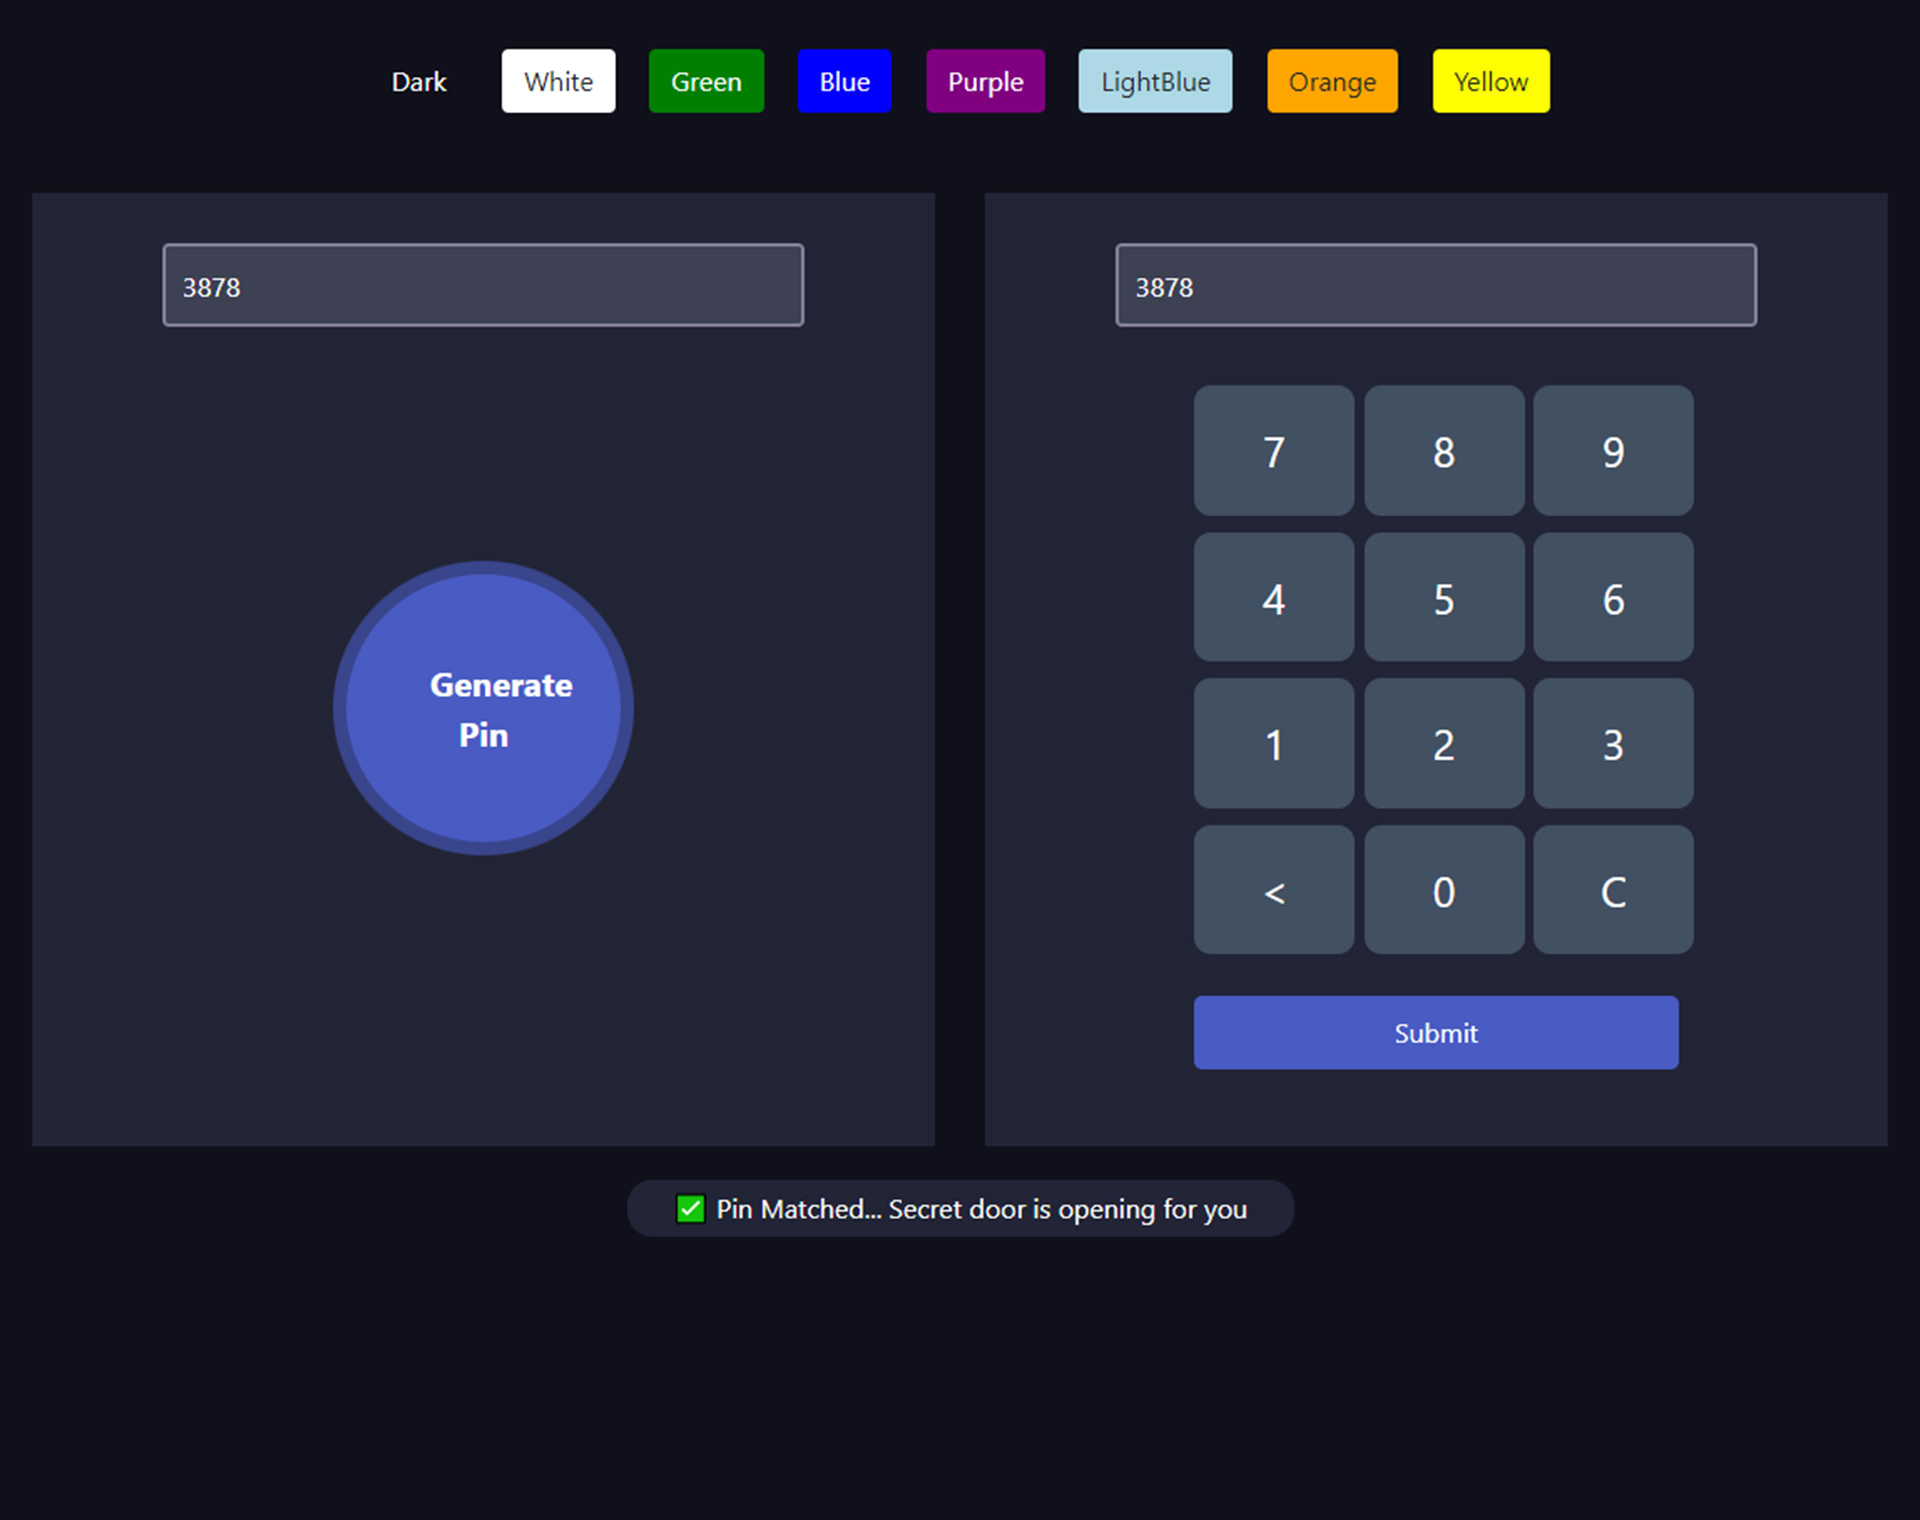 Dark White Green Blue Purple LightBlue Orange Yellow
3878
Generate
Pin
3878
7 8 9
4 5 6
1 2 3
< 0 C
Submit
✅ Pin Matched... Secret door is opening for you